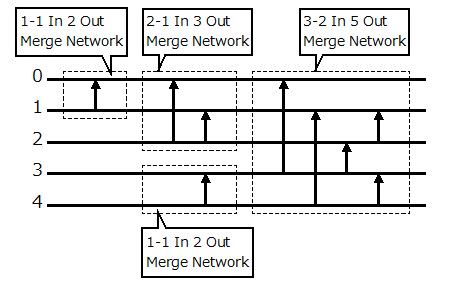 1-1 In 2 Out
Merge Network
2-1 In 3 Out
Merge Network
3-2 In 5 Out
Merge Network
0
1
2
3
4
1-1 In 2 Out
Merge Network